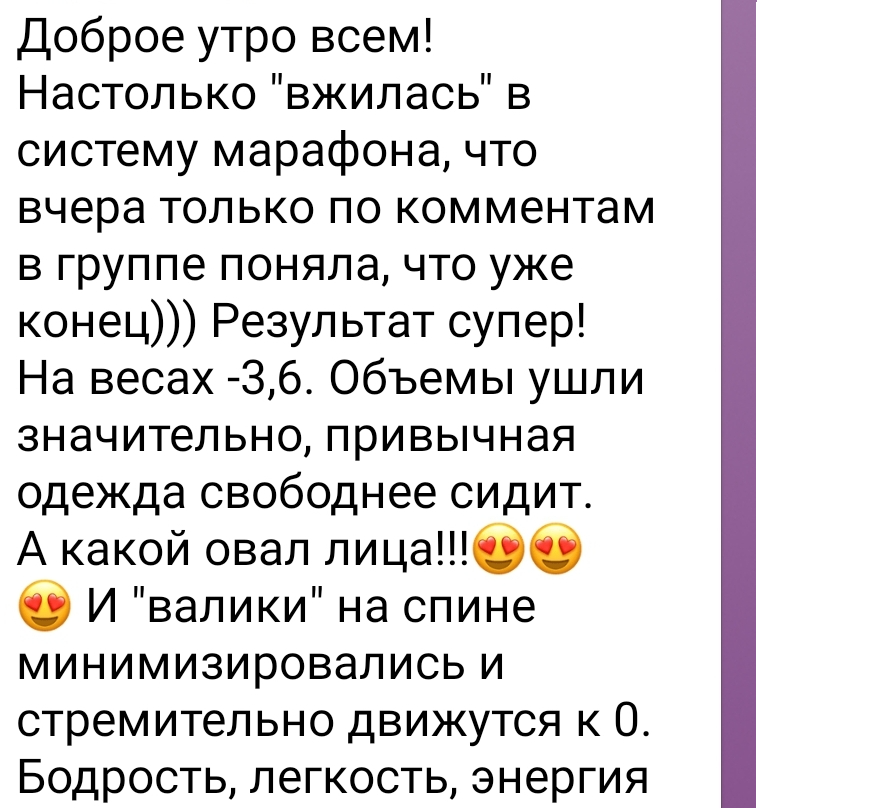 Доброе утро всем!
Настолько "вжилась" в
систему марафона, что
вчера только по комментам
в группе поняла, что уже
конец))) Результат супер!
На весах -3,6. Объемы ушли
значительно, привычная
одежда свободнее сидит.
А какой овал лица!!!😍😍
😍 И "валики" на спине
минимизировались и
стремительно движутся к 0.
Бодрость, легкость, энергия